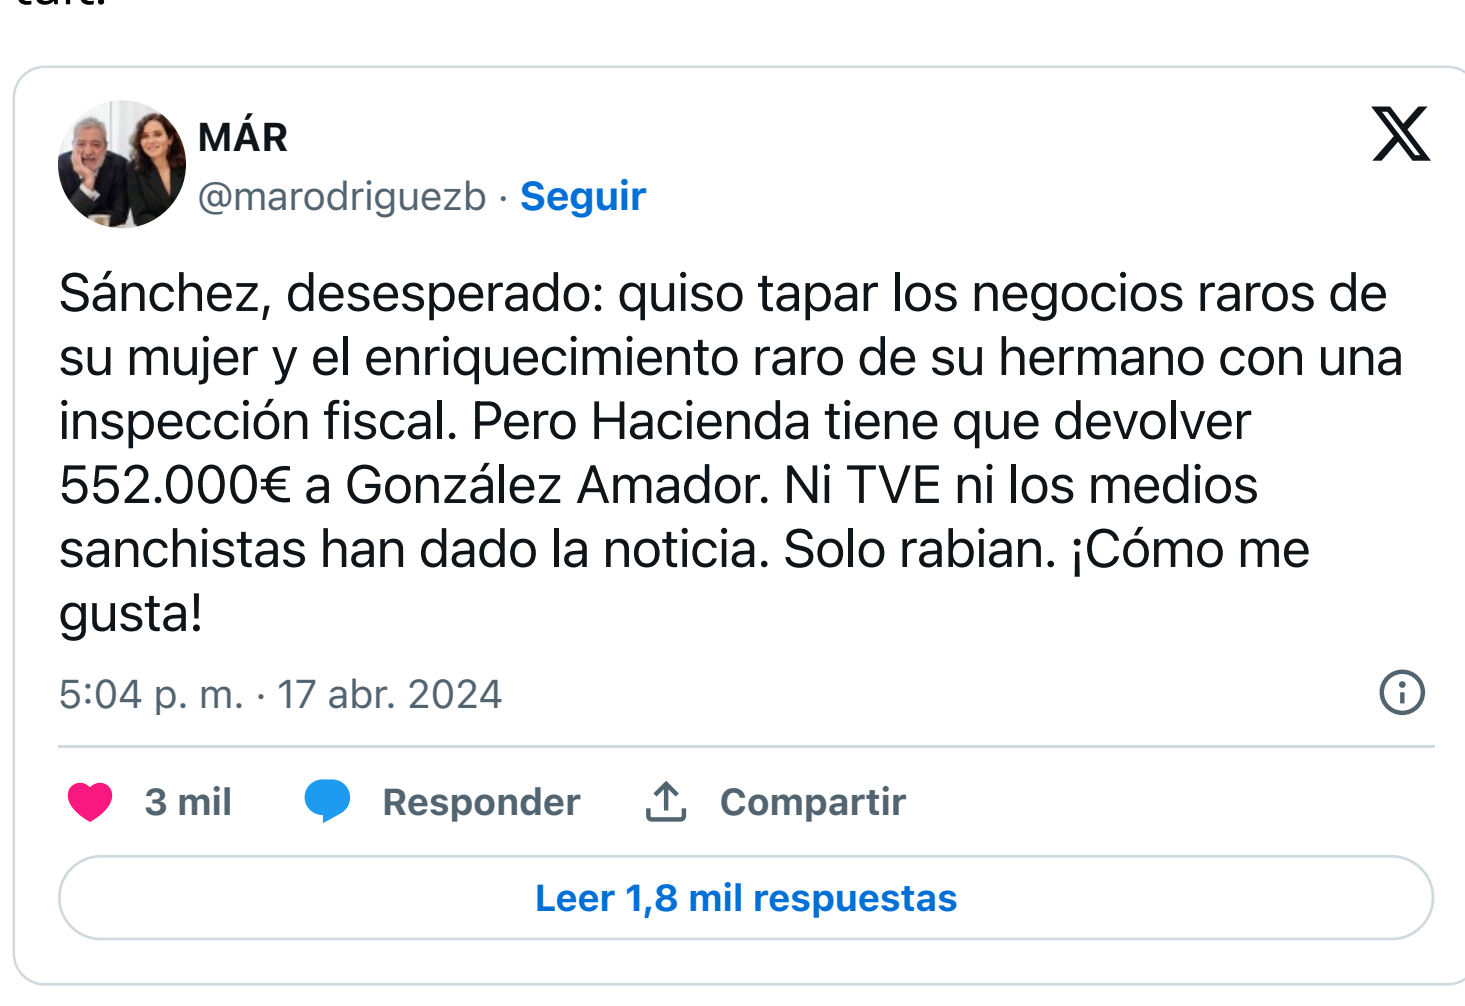 MÁR
@marodriguezb · Seguir
Sánchez, desesperado: quiso tapar los negocios raros de
su mujer y el enriquecimiento raro de su hermano con una
inspección fiscal. Pero Hacienda tiene que devolver
552.000€ a González Amador. Ni TVE ni los medios
sanchistas han dado la noticia. Solo rabian. ¡Cómo me
gusta!
5:04 p. m. · 17 abr. 2024
3 mil Responder Compartir
Leer 1,8 mil respuestas